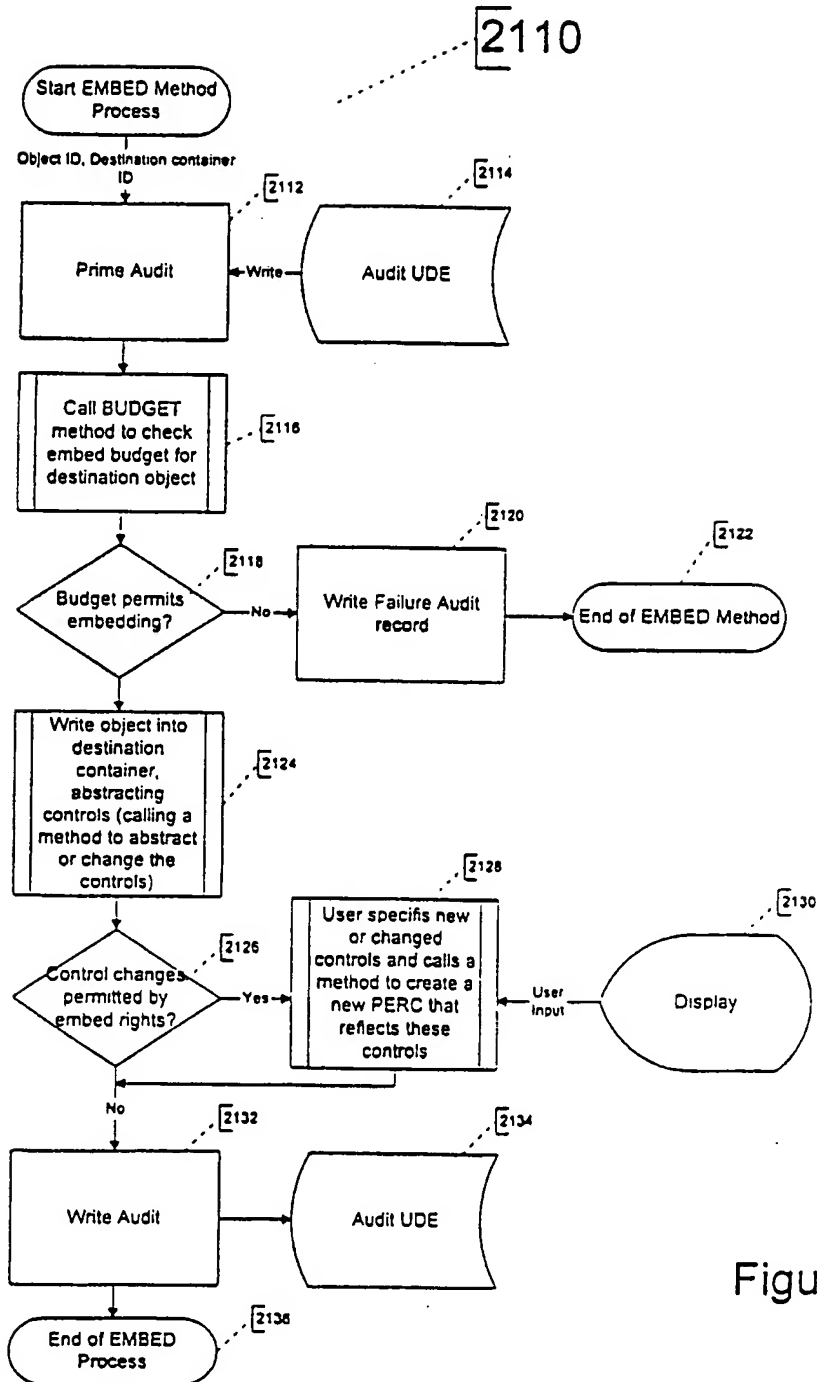 2110
Start EMBED Method
Process
Object ID, Destination container
ID
2112
2114
Prime Audit
Write
Audit UDE
Call BUDGET
method to check
embed budget for
destination object
2116
2118
Budget permits
embedding?
No
2120
Write Failure Audit
record
2122
End of EMBED Method
Write object into
destination
container,
abstracting
controls (calling a
method to abstract
or change the
controls)
2124
2126
Control changes
permitted by
embed rights?
Yes
2128
User specifis new
or changed
controls and calls a
method to create a
new PERC that
reflects these
controls
User
Input
2130
Display
No
2132
Write Audit
2134
Audit UDE
End of EMBED
Process
2136
Figu